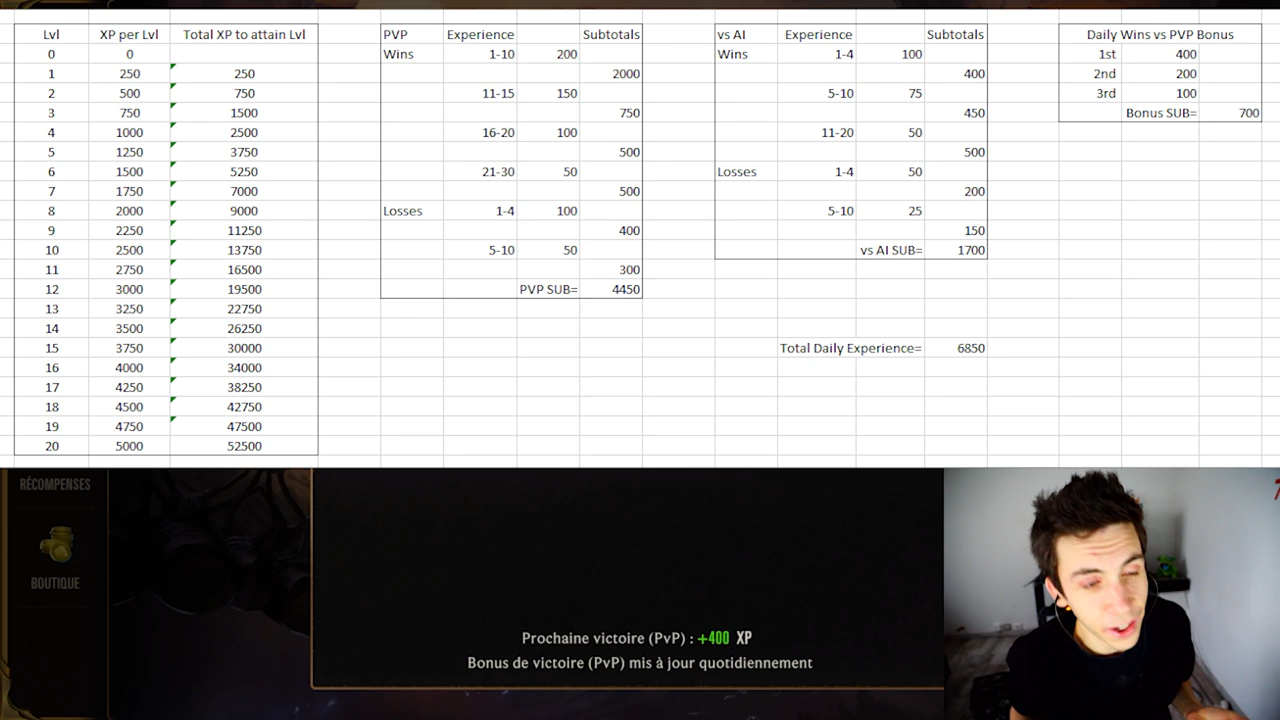 Lvl XP per Lvl Total XP to attain Lvl PVP Experience Subtotals vs AI Experience Subtotals Daily Wins vs PVP Bonus
0 0 Wins 1-10 200 Wins 1-4 100 1st 400
1 250 250 2000 400 2nd 200
2 500 750 11-15 150 5-10 75 3rd 100
3 750 1500 750 450 Bonus SUB= 700
4 1000 2500 16-20 100 11-20 50
5 1250 3750 500 500
6 1500 5250 21-30 50 Losses 1-4 50
7 1750 7000 500 200
8 2000 9000 Losses 1-4 100 5-10 25
9 2250 11250 400 150
10 2500 13750 5-10 50 vs AI SUB= 1700
11 2750 16500 300
12 3000 19500 PVP SUB= 4450
13 3250 22750
14 3500 26250
15 3750 30000 Total Daily Experience= 6850
16 4000 34000
17 4250 38250
18 4500 42750
19 4750 47500
20 5000 52500
RÉCOMPENSES
BOUTIQUE
Prochaine victoire (PvP) : +400 XP
Bonus de victoire (PvP) mis à jour quotidiennement